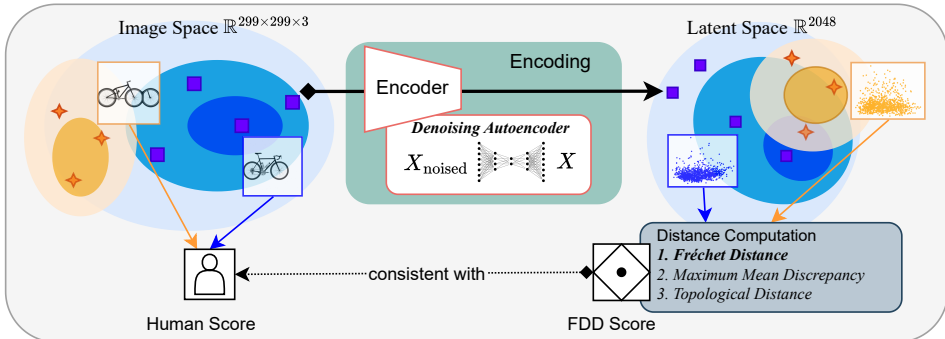 Image Space ℝ^299×299×3
Encoding
Latent Space ℝ^2048
Encoder
Denoising Autoencoder
X_noised X
Distance Computation
1. Fréchet Distance
2. Maximum Mean Discrepancy
3. Topological Distance
consistent with
Human Score
FDD Score